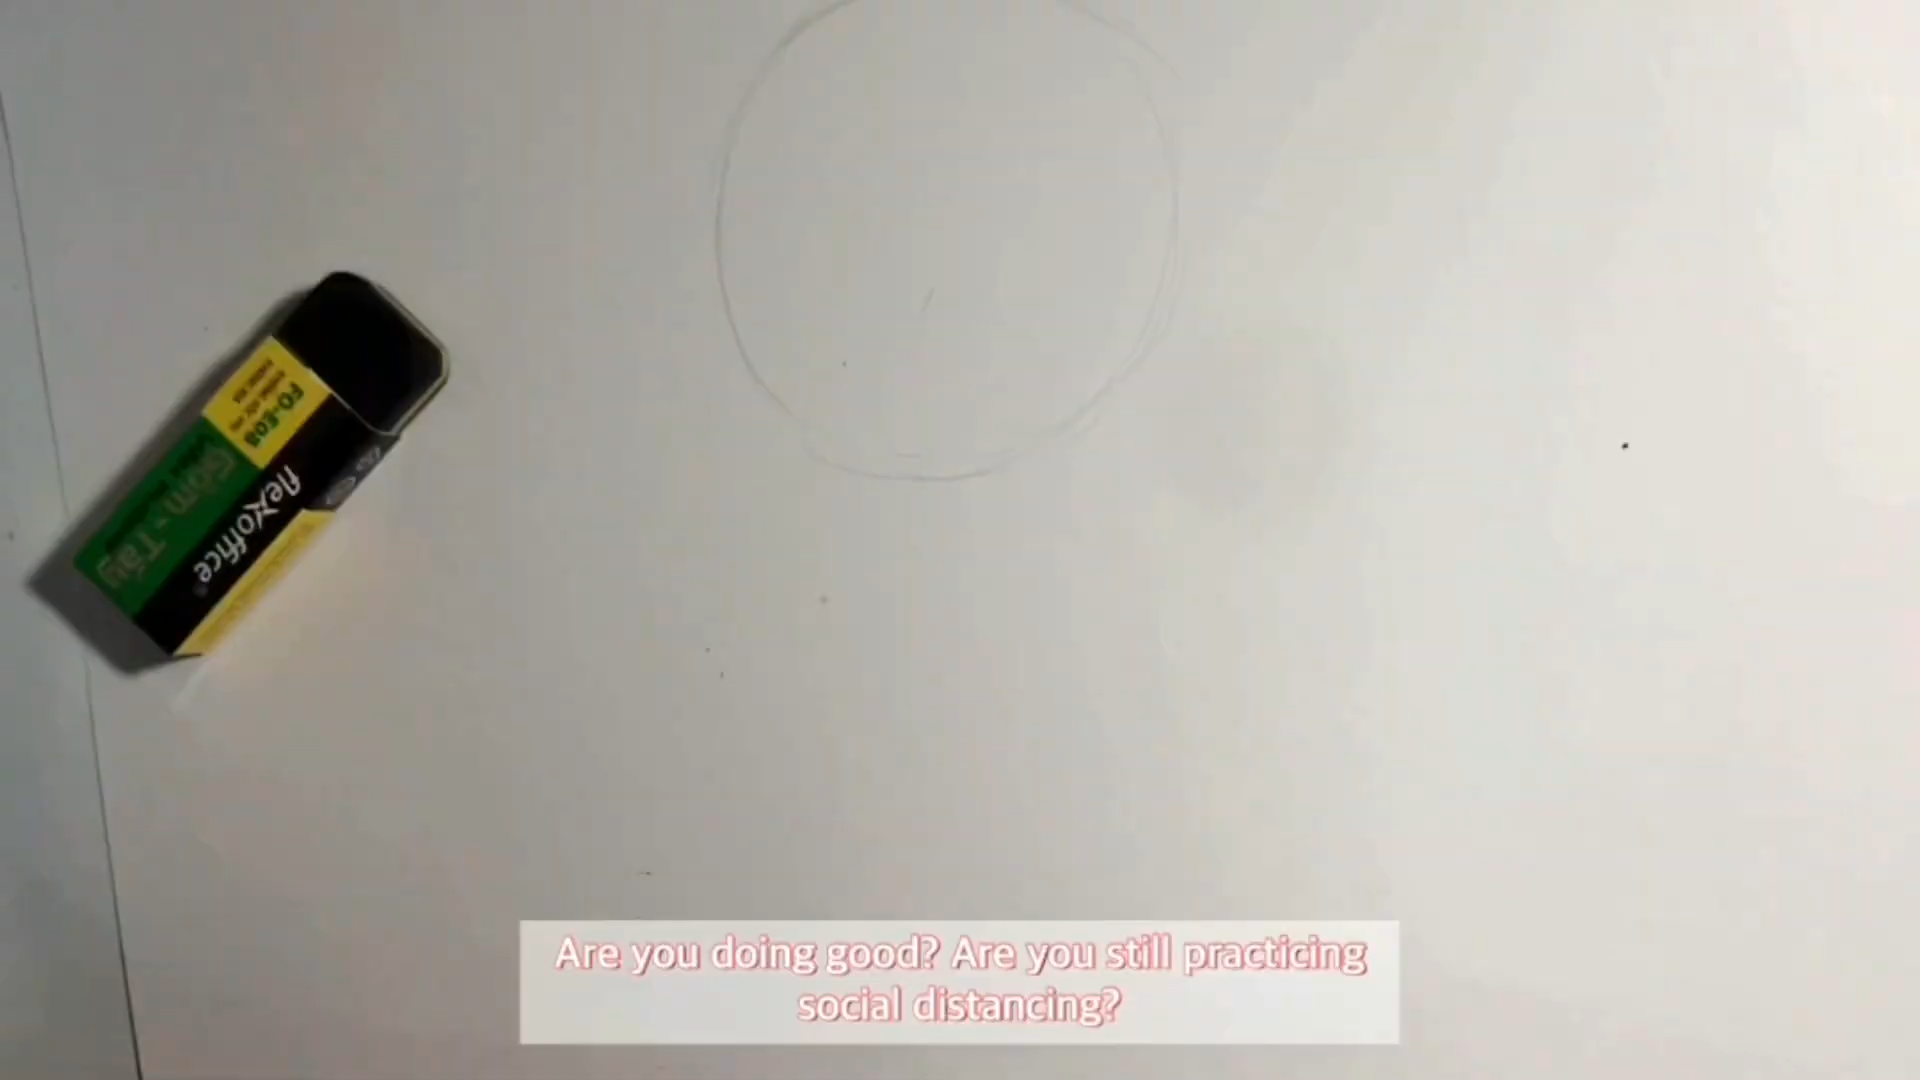 FO-E08
Gôm - Tẩy
flexoffice
Are you doing good? Are you still practicing
social distancing?